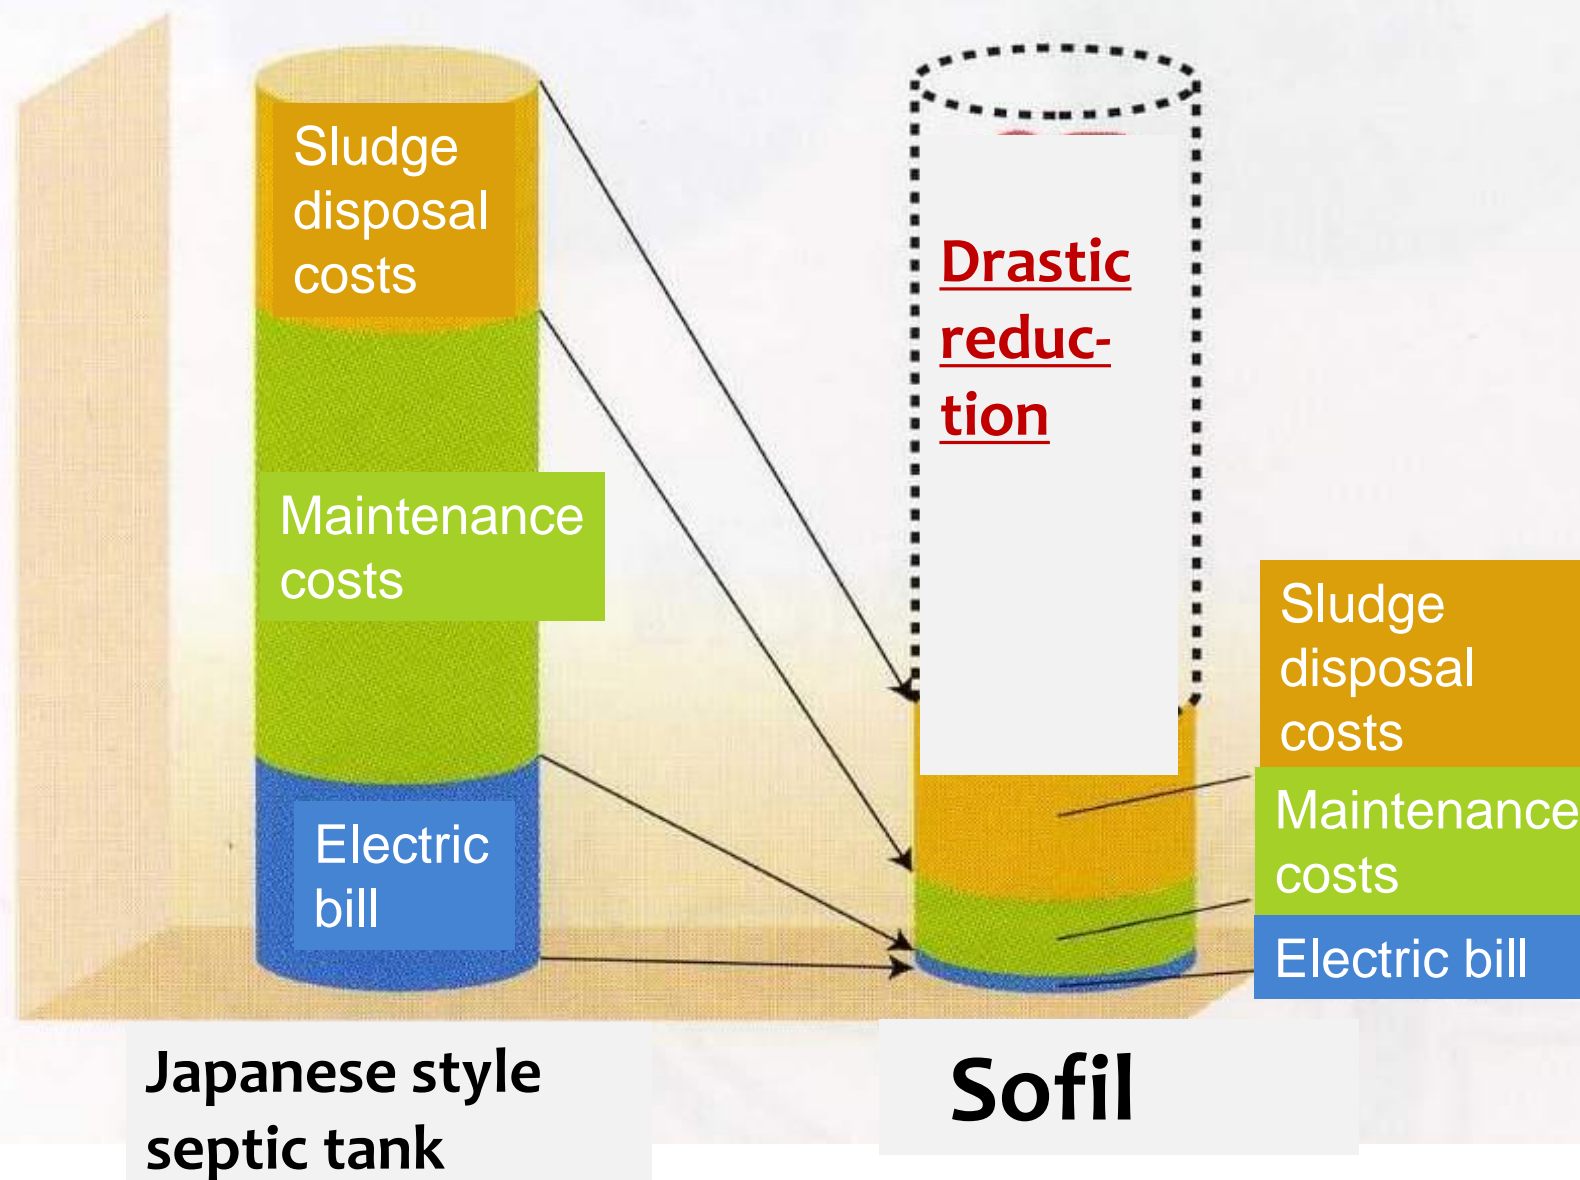 Sludge
disposal
costs
Maintenance
costs
Electric
bill
Drastic
reduc-
tion
Sludge
disposal
costs
Maintenance
costs
Electric bill
Japanese style
septic tank
Sofil